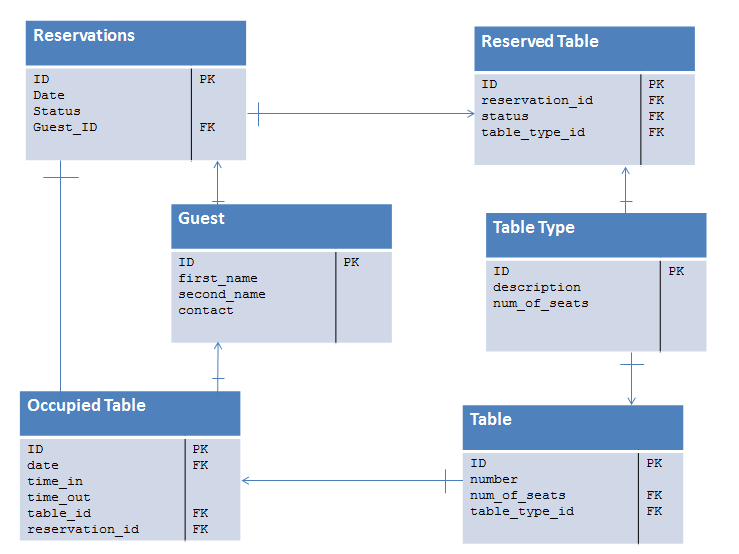 Reservations
ID PK
Date
Status
Guest_ID FK
Reserved Table
ID PK
reservation_id FK
status FK
table_type_id FK
Guest
ID PK
first_name
second_name
contact
Table Type
ID PK
description
num_of_seats
Occupied Table
ID PK
date FK
time_in
time_out
table_id FK
reservation_id FK
Table
ID PK
number
num_of_seats FK
table_type_id FK